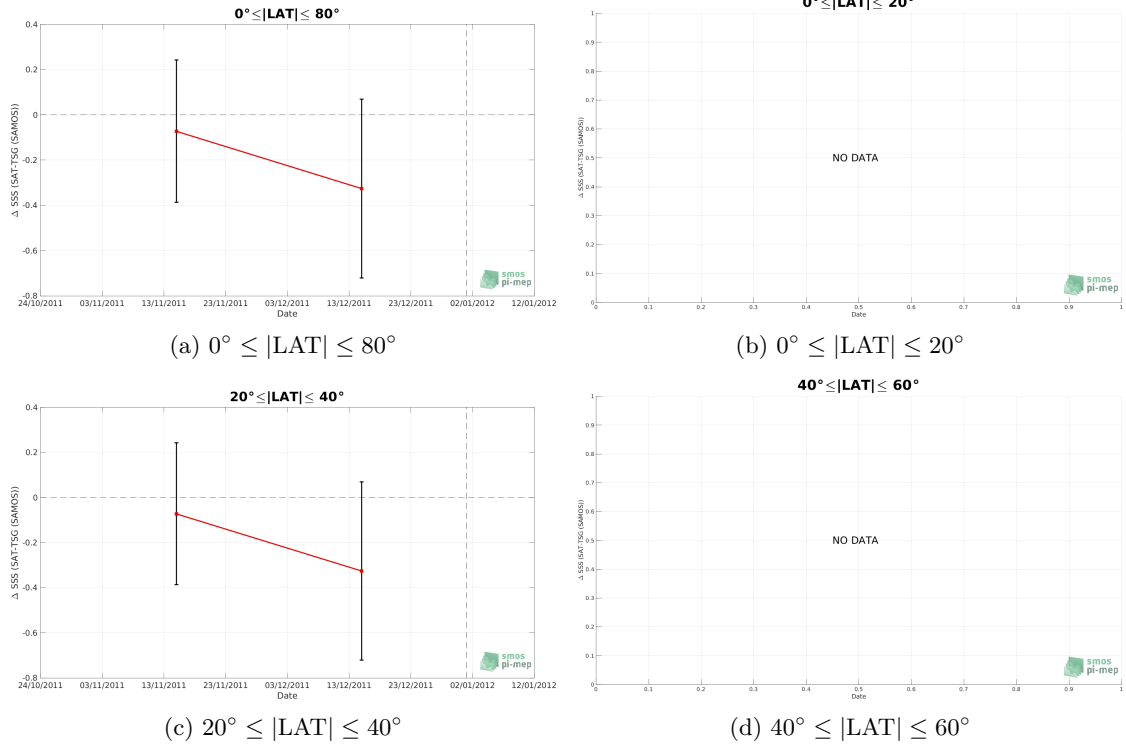 0°≤|LAT|≤ 80°
0.4
0.2
0
-0.2
-0.4
-0.6
-0.8
Δ SSS (SAT-TSG (SAMOS))
24/10/2011 03/11/2011 13/11/2011 23/11/2011 03/12/2011 13/12/2011 23/12/2011 02/01/2012 12/01/2012
Date
smos
pi-mep
(a) 0° ≤ |LAT| ≤ 80°
0°≤|LAT|≤ 20°
1
0.9
0.8
0.7
0.6
0.5
0.4
0.3
0.2
0.1
0
Δ SSS (SAT-TSG (SAMOS))
NO DATA
0 0.1 0.2 0.3 0.4 0.5 0.6 0.7 0.8 0.9 1
Date
smos
pi-mep
(b) 0° ≤ |LAT| ≤ 20°
20°≤|LAT|≤ 40°
0.4
0.2
0
-0.2
-0.4
-0.6
-0.8
Δ SSS (SAT-TSG (SAMOS))
24/10/2011 03/11/2011 13/11/2011 23/11/2011 03/12/2011 13/12/2011 23/12/2011 02/01/2012 12/01/2012
Date
smos
pi-mep
(c) 20° ≤ |LAT| ≤ 40°
40°≤|LAT|≤ 60°
1
0.9
0.8
0.7
0.6
0.5
0.4
0.3
0.2
0.1
0
Δ SSS (SAT-TSG (SAMOS))
NO DATA
0 0.1 0.2 0.3 0.4 0.5 0.6 0.7 0.8 0.9 1
Date
smos
pi-mep
(d) 40° ≤ |LAT| ≤ 60°